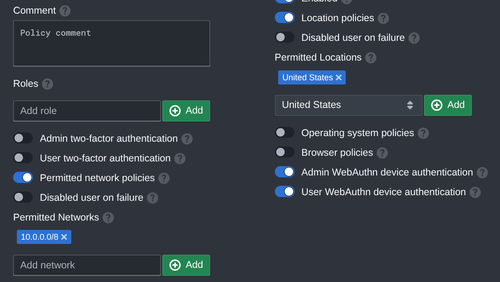 Comment
Policy comment
Roles
Add role
Add
Admin two-factor authentication
User two-factor authentication
Permitted network policies
Disabled user on failure
Permitted Networks
10.0.0.0/8
Add network
Add
Location policies
Disabled user on failure
Permitted Locations
United States
United States
Add
Operating system policies
Browser policies
Admin WebAuthn device authentication
User WebAuthn device authentication